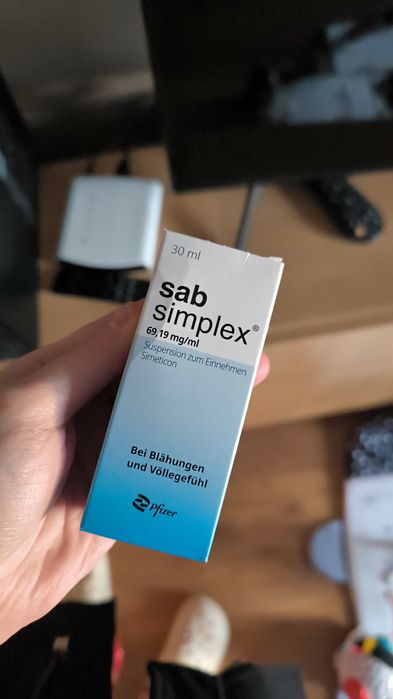 30 ml
sab
simplex®
69,19 mg/ml
Suspension zum Einnehmen
Simeticon
Bei Blähungen
und Völlegefühl
Pfizer